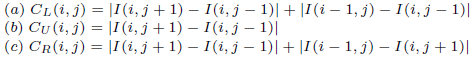 (a) C_L(i, j) = |I(i, j + 1) − I(i, j − 1)| + |I(i − 1, j) − I(i, j − 1)|
(b) C_U(i, j) = |I(i, j + 1) − I(i, j − 1)|
(c) C_R(i, j) = |I(i, j + 1) − I(i, j − 1)| + |I(i − 1, j) − I(i, j + 1)|